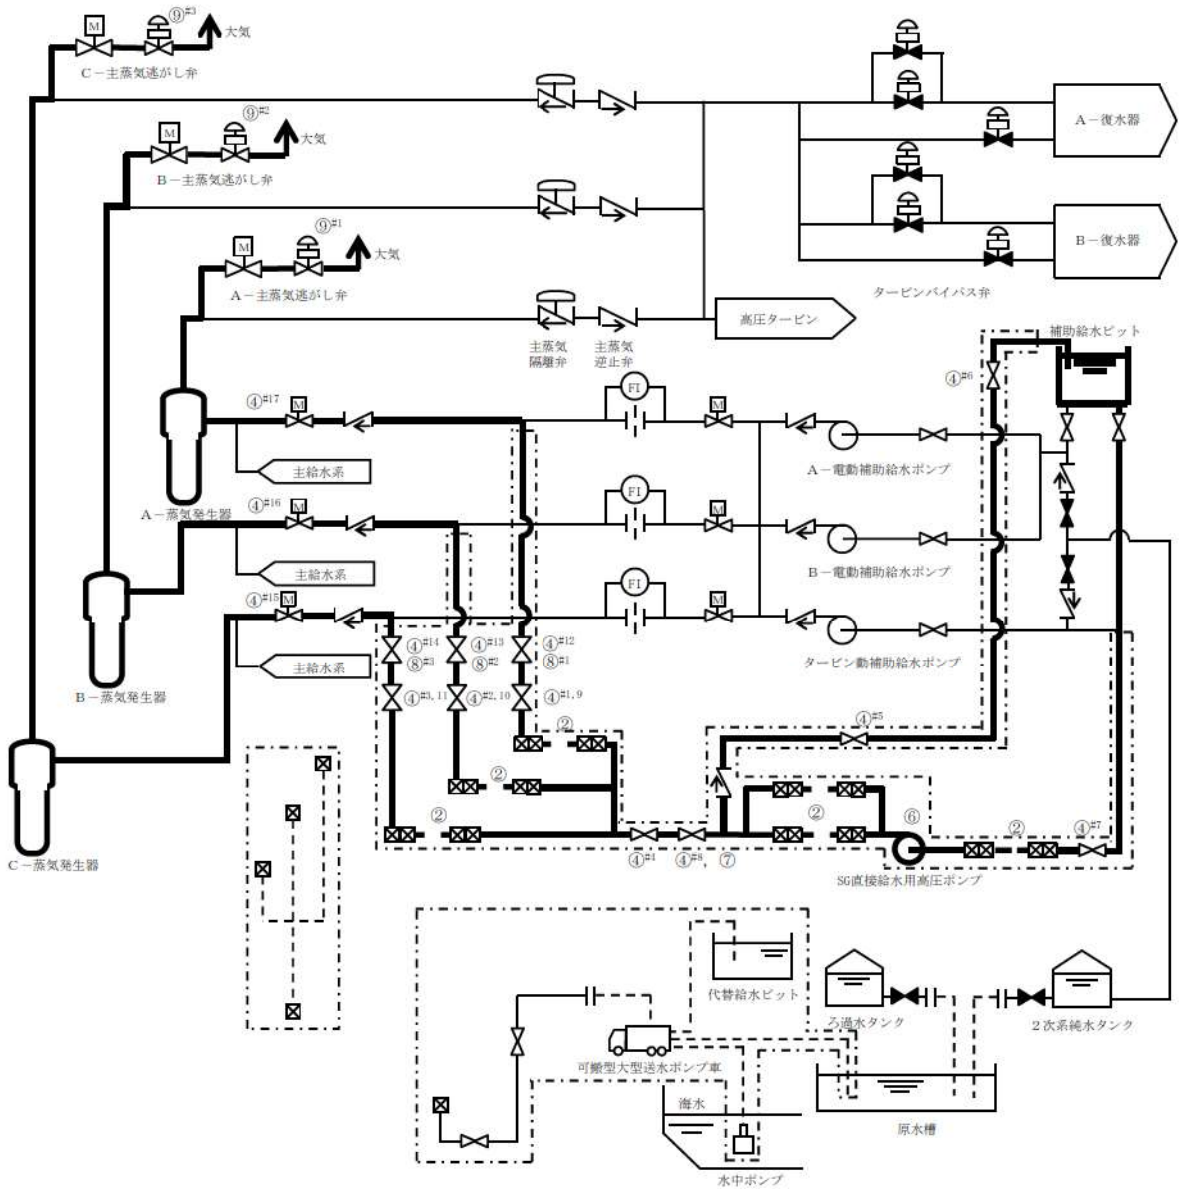 ⑨#3
M
大気
C－主蒸気逃がし弁
⑨#2
M
大気
B－主蒸気逃がし弁
⑨#1
M
大気
A－主蒸気逃がし弁
A－復水器
B－復水器
タービンバイパス弁
高圧タービン
主蒸気
隔離弁
主蒸気
逆止弁
補助給水ピット
④#6
④#17
M
FI
M
主給水系
A－電動補助給水ポンプ
A－蒸気発生器
④#16
M
FI
M
主給水系
B－電動補助給水ポンプ
④#15
M
FI
M
主給水系
タービン動補助給水ポンプ
B－蒸気発生器
④#14
⑧#3
④#13
⑧#2
④#12
⑧#1
④#3,11
④#2,10
④#1,9
②
②
②
④#5
②
⑥
②
④#7
④#4
④#8, ⑦
SG直接給水用高圧ポンプ
C－蒸気発生器
代替給水ピット
ろ過水タンク
2次系純水タンク
可搬型大型送水ポンプ車
海水
原水槽
水中ポンプ